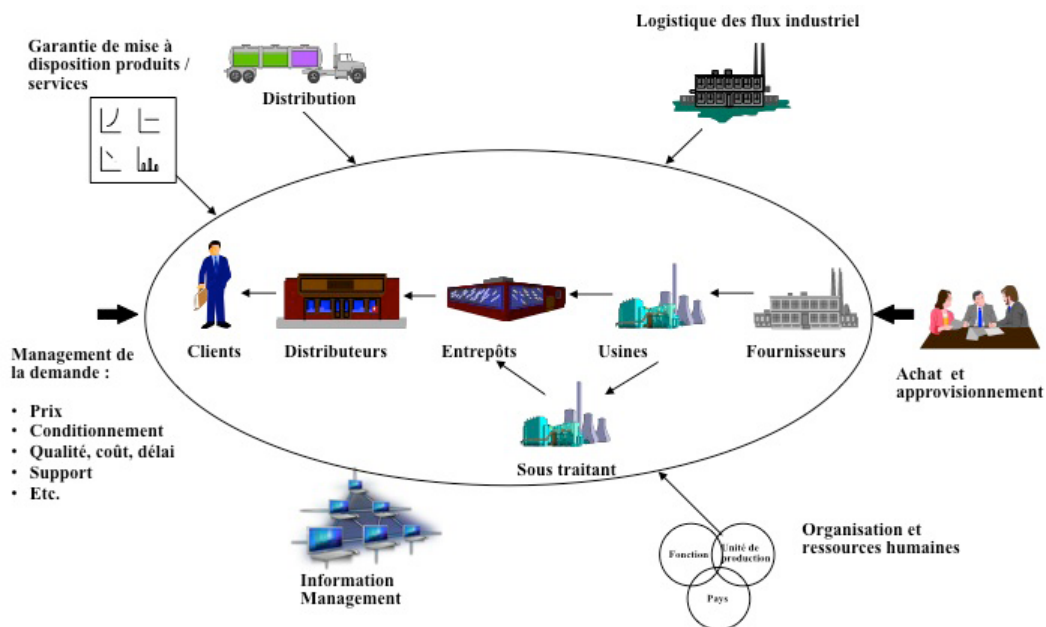 Logistique des flux industriel
Garantie de mise à
disposition produits /
services
Distribution
Clients
Distributeurs
Entrepôts
Usines
Fournisseurs
Management de
la demande :
• Prix
• Conditionnement
• Qualité, coût, délai
• Support
• Etc.
Achat et
approvisionnement
Sous traitant
Information
Management
Organisation et
ressources humaines
Fonction
Unité de
production
Pays